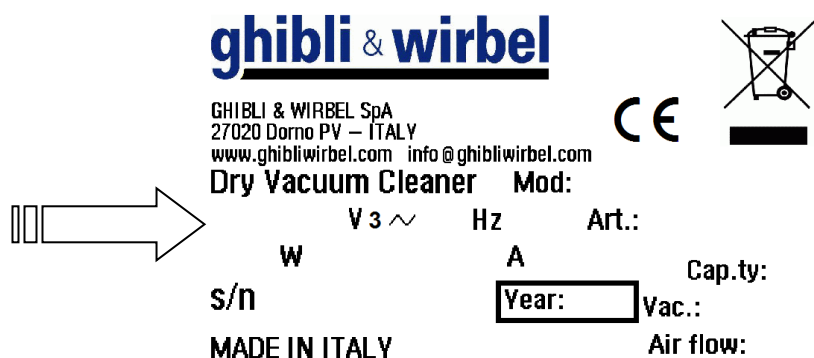 ghibli & wirbel
GHIBLI & WIRBEL SpA
27020 Dorno PV – ITALY
www.ghibliwirbel.com info@ghibliwirbel.com
CE
Dry Vacuum Cleaner Mod:
V 3 ~ Hz Art.:
W A Cap.ty:
s/n Year: Vac.:
MADE IN ITALY Air flow: